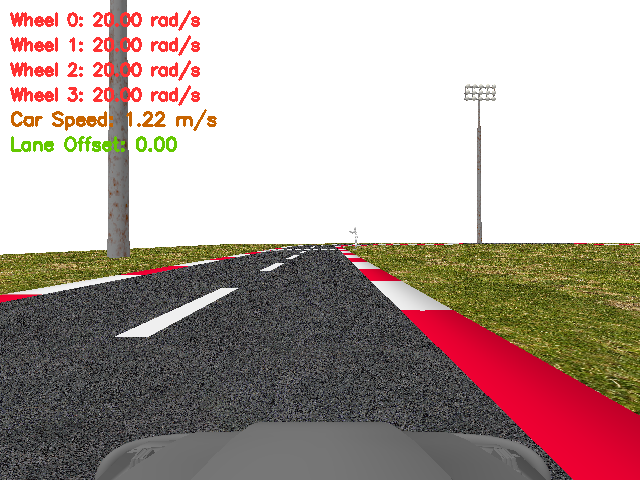 Wheel 0: 20.00 rad/s
Wheel 1: 20.00 rad/s
Wheel 2: 20.00 rad/s
Wheel 3: 20.00 rad/s
Car Speed: 1.22 m/s
Lane Offset: 0.00